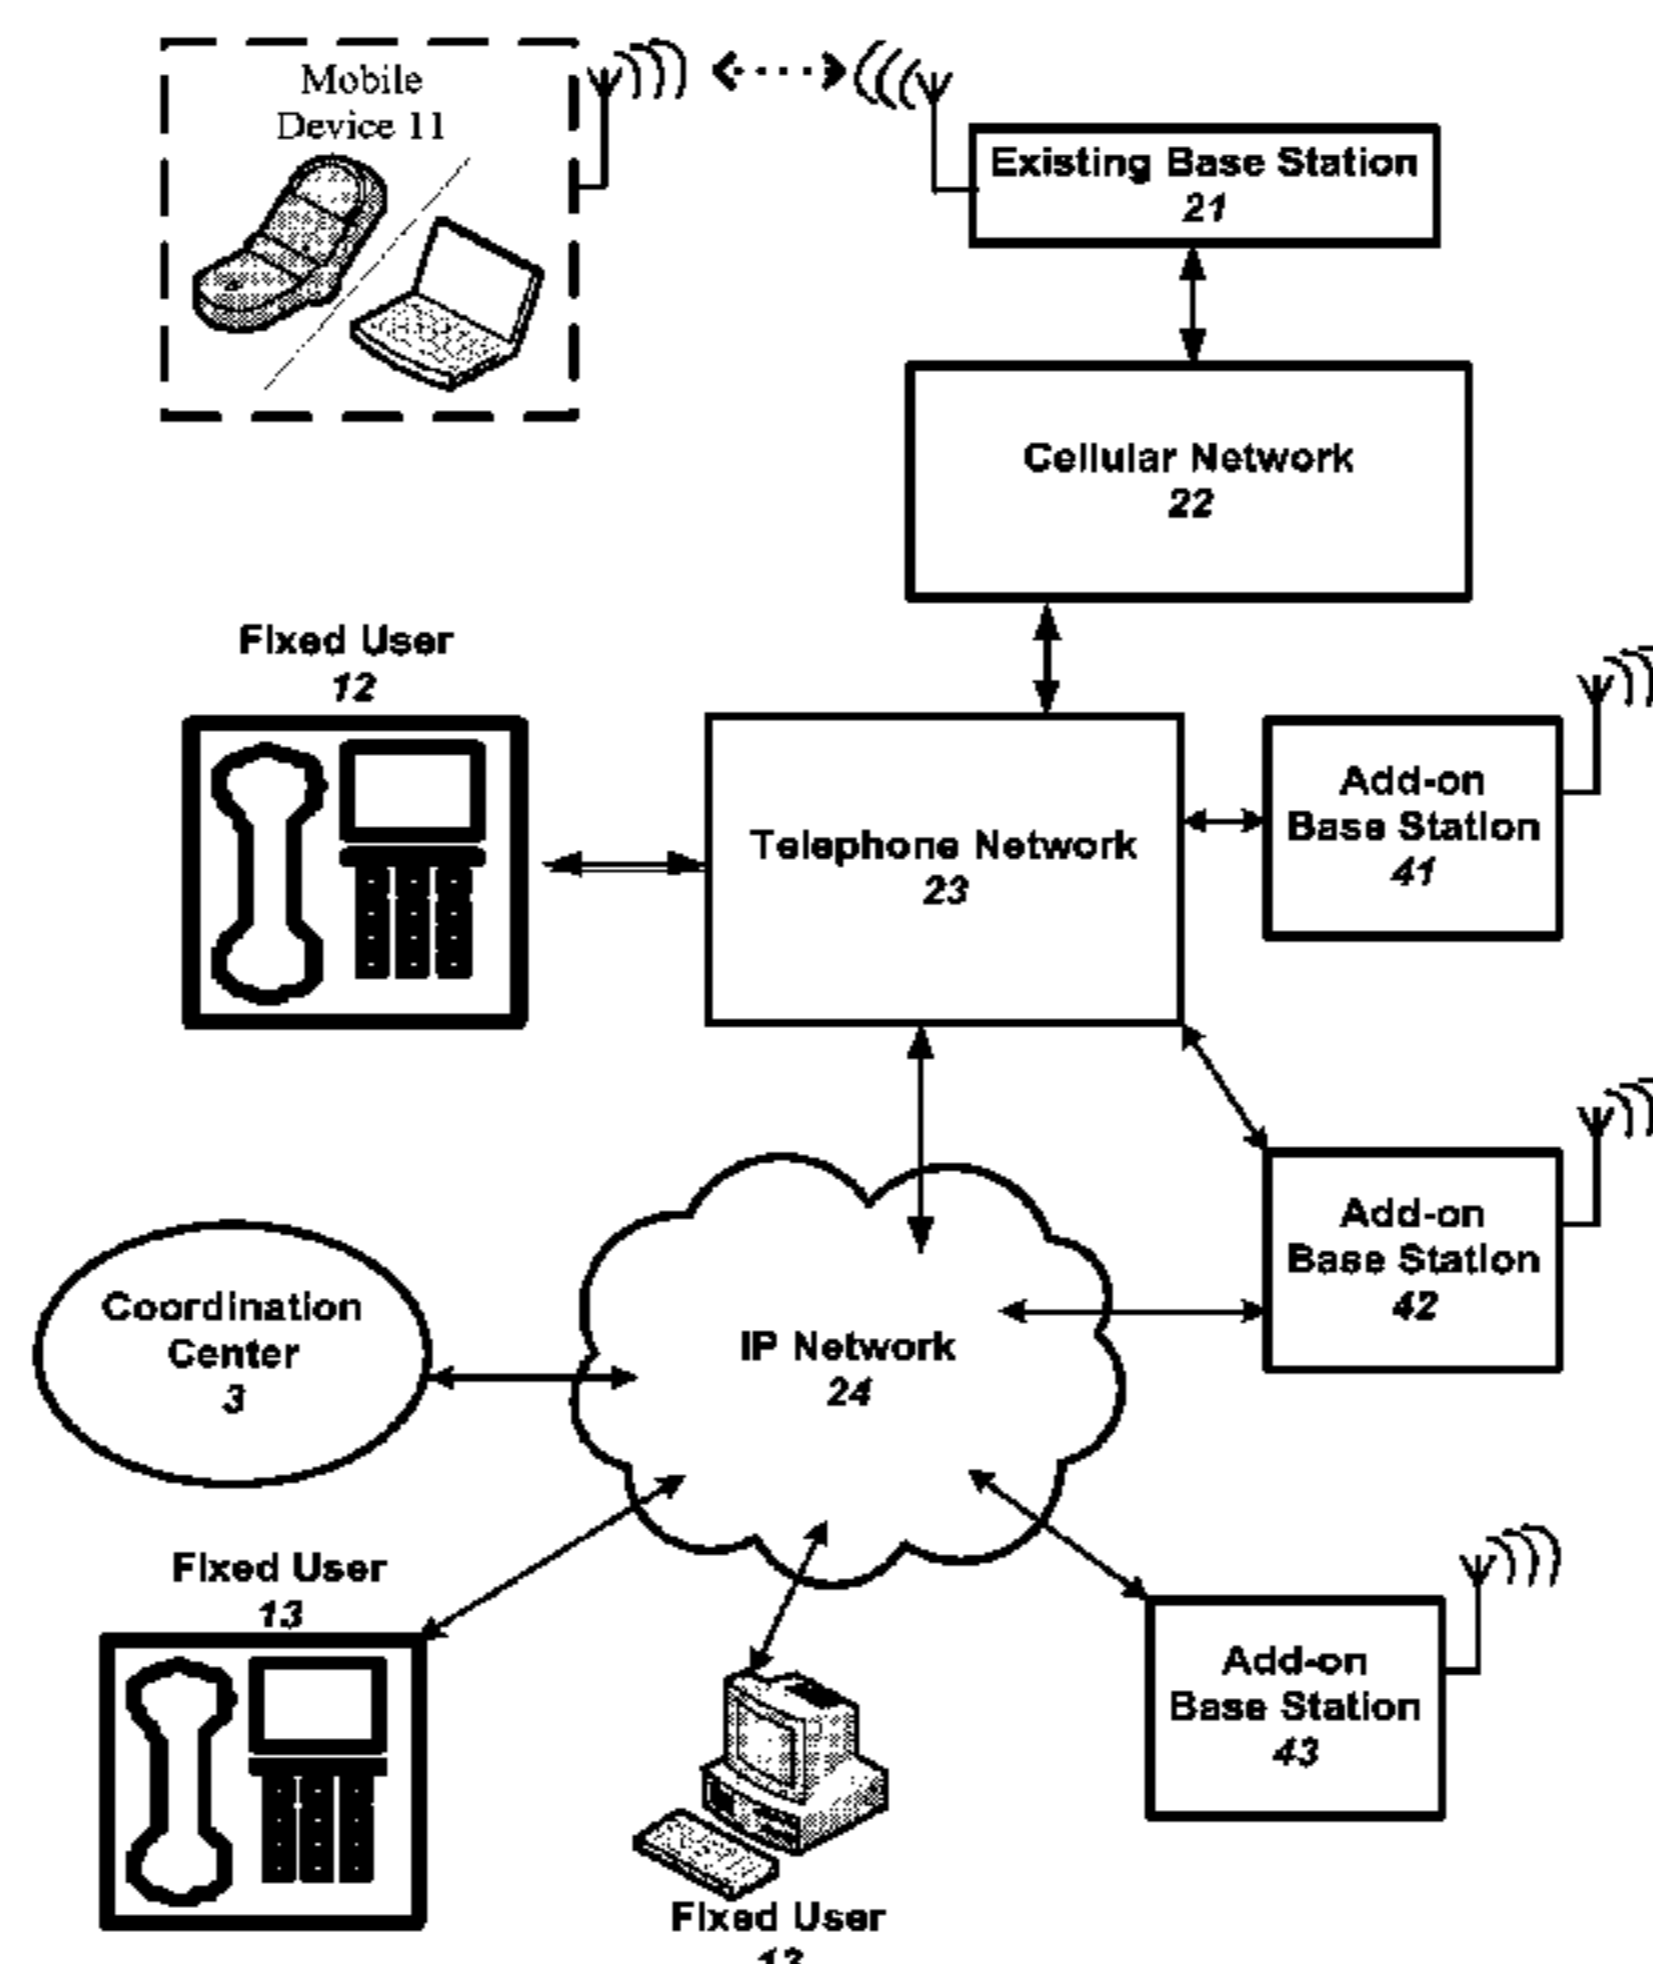 Mobile
Device 11
Existing Base Station
21
Cellular Network
22
Fixed User
12
Telephone Network
23
Add-on
Base Station
41
Add-on
Base Station
42
Coordination
Center
3
IP Network
24
Fixed User
13
Add-on
Base Station
43
Fixed User
13